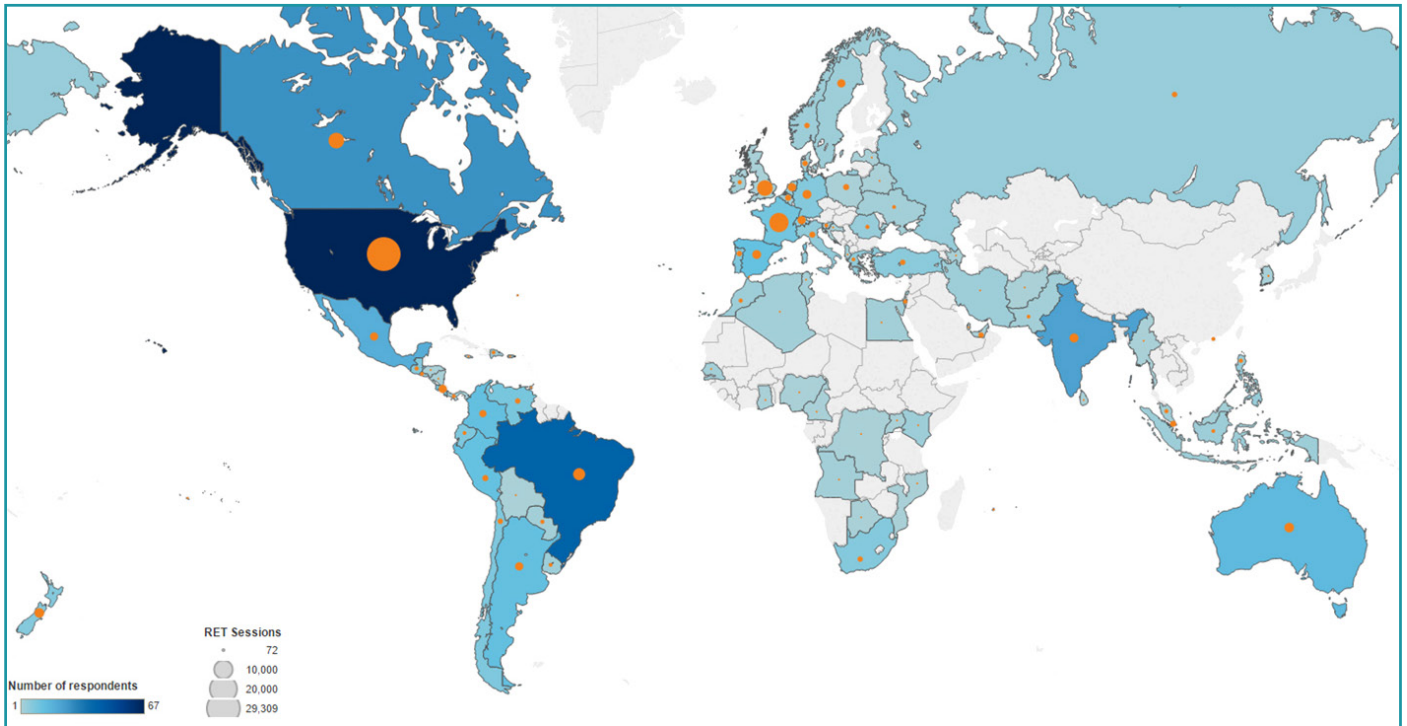 RET Sessions
72
10,000
20,000
29,309
Number of respondents
1 67